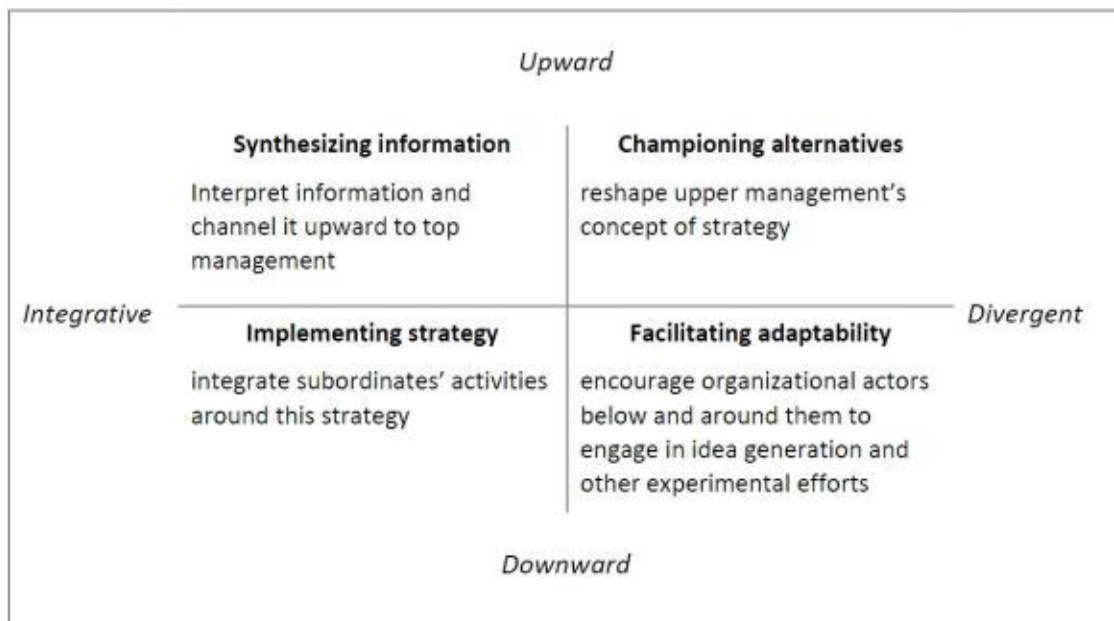 Upward
Synthesizing information
Interpret information and
channel it upward to top
management
Championing alternatives
reshape upper management’s
concept of strategy
Integrative
Divergent
Implementing strategy
integrate subordinates’ activities
around this strategy
Facilitating adaptability
encourage organizational actors
below and around them to
engage in idea generation and
other experimental efforts
Downward